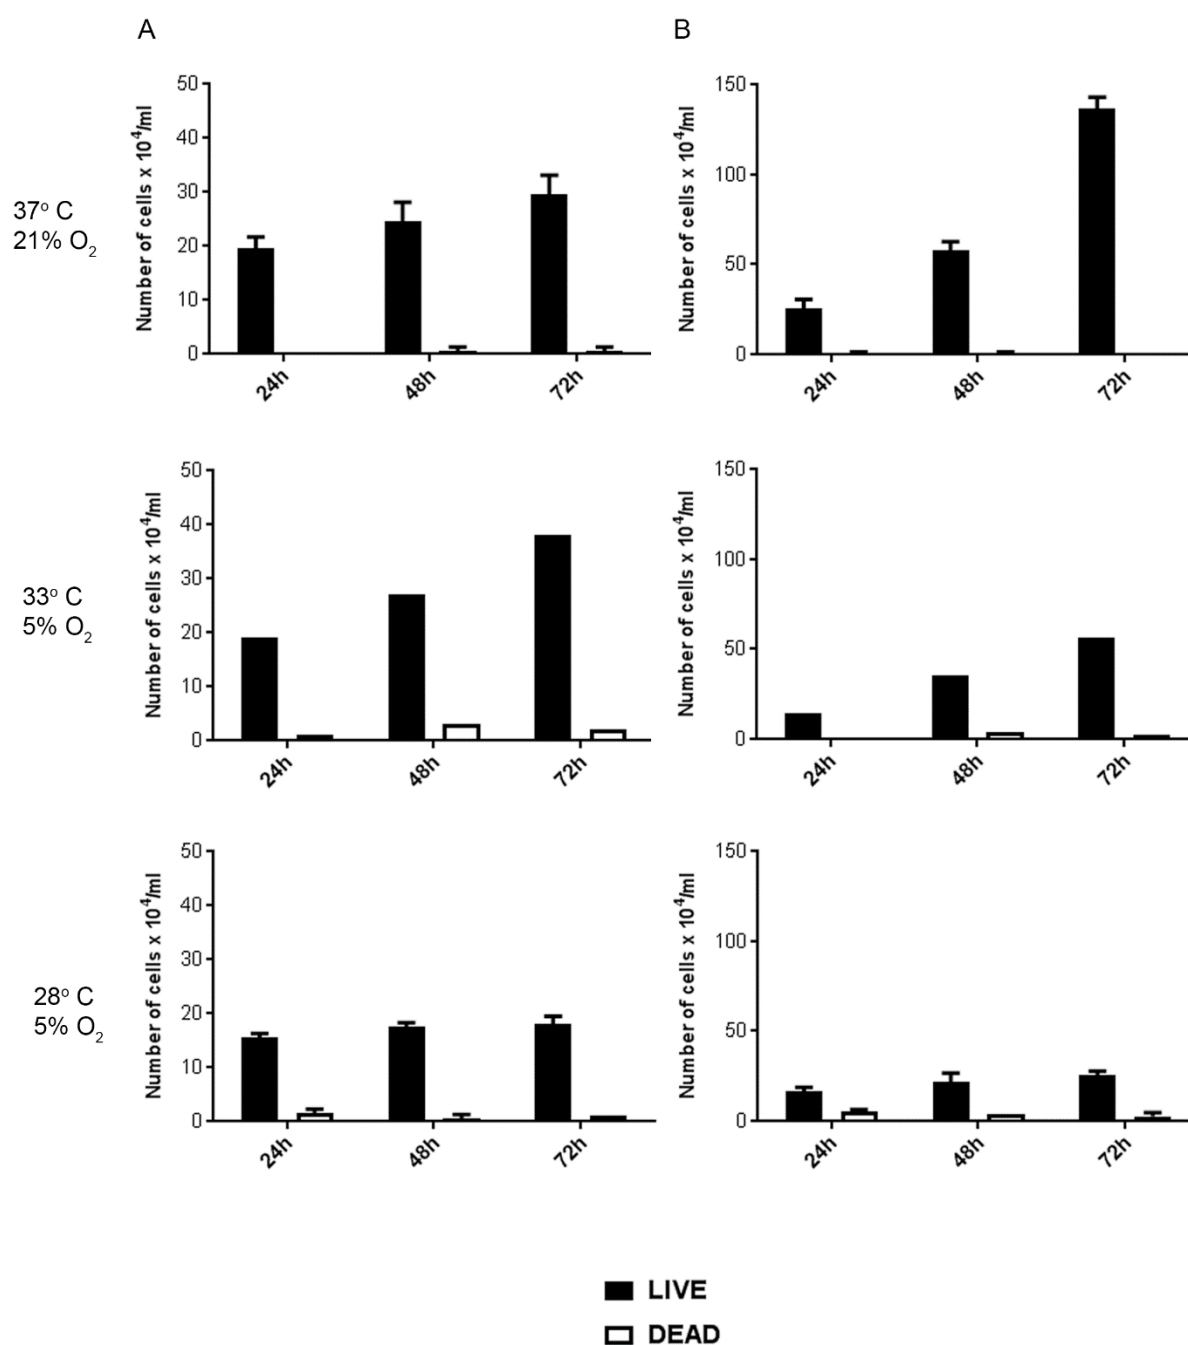 A
B
37° C
21% O₂
Number of cells x 10⁴/ml
50
40
30
20
10
0
24h
48h
72h
Number of cells x 10⁴/ml
150
100
50
0
24h
48h
72h
33° C
5% O₂
Number of cells x 10⁴/ml
50
40
30
20
10
0
24h
48h
72h
Number of cells x 10⁴/ml
150
100
50
0
24h
48h
72h
28° C
5% O₂
Number of cells x 10⁴/ml
50
40
30
20
10
0
24h
48h
72h
Number of cells x 10⁴/ml
150
100
50
0
24h
48h
72h
LIVE
DEAD